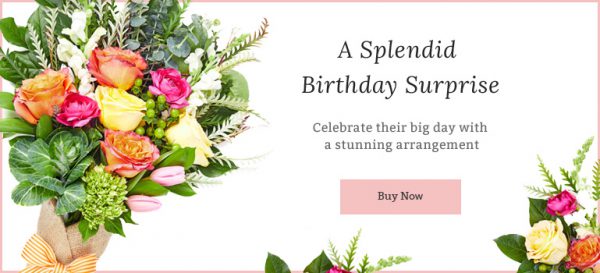 A Splendid
Birthday Surprise
Celebrate their big day with
a stunning arrangement
Buy Now